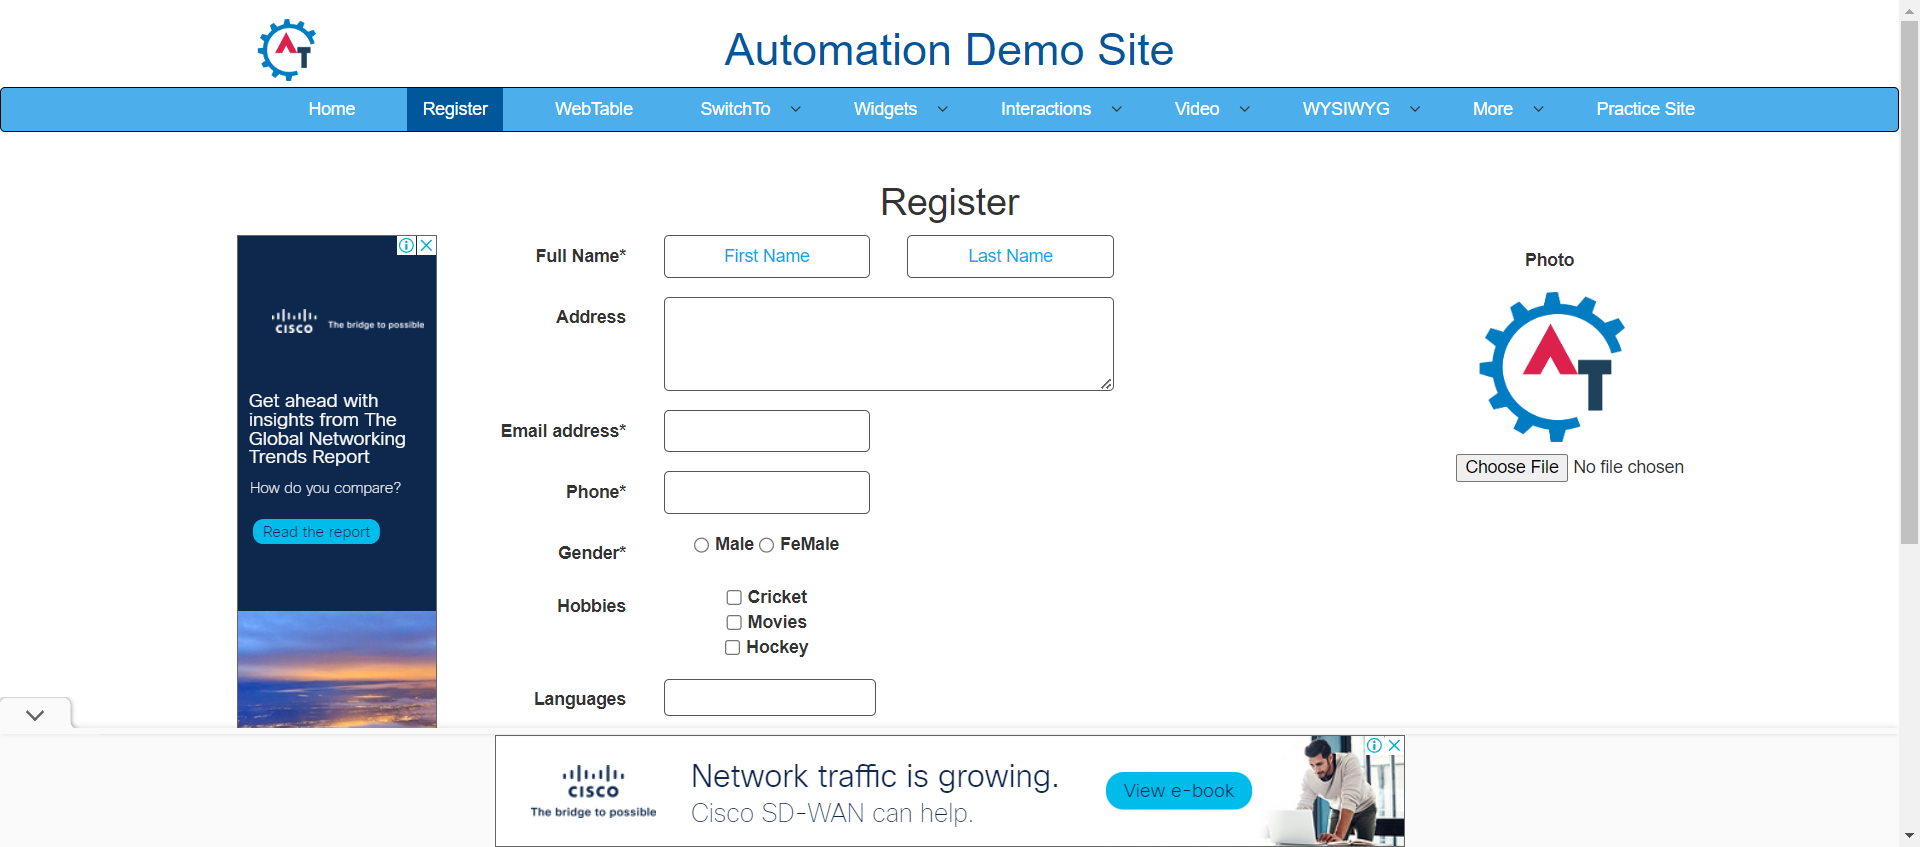 AT
Automation Demo Site
Home Register WebTable SwitchTo Widgets Interactions Video WYSIWYG More Practice Site
Register
Full Name* First Name Last Name
Address
Email address*
Phone*
Gender* Male FeMale
Hobbies Cricket
Movies
Hockey
Languages
Photo
AT
Choose File No file chosen
CISCO The bridge to possible
Get ahead with
insights from The
Global Networking
Trends Report
How do you compare?
Read the report
CISCO
The bridge to possible
Network traffic is growing.
Cisco SD-WAN can help.
View e-book